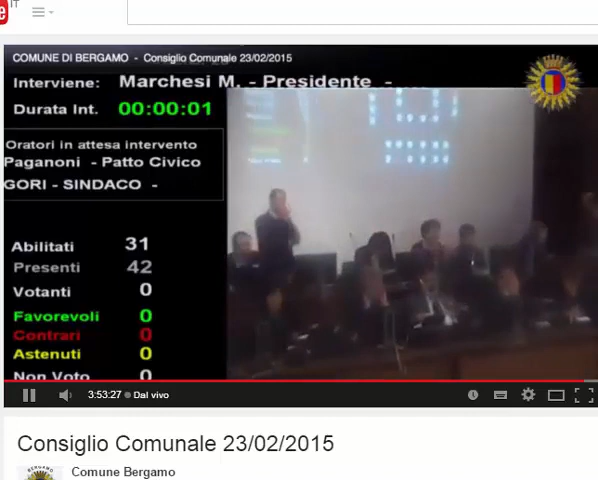 IT
COMUNE DI BERGAMO - Consiglio Comunale 23/02/2015
Interviene: Marchesi M. - Presidente -
Durata Int. 00:00:01
Oratori in attesa intervento
Paganoni - Patto Civico
GORI - SINDACO -
Abilitati 31
Presenti 42
Votanti 0
Favorevoli 0
Contrari 0
Astenuti 0
Non Voto 0
3:53:27 Dal vivo
Consiglio Comunale 23/02/2015
BERGAMO
Comune Bergamo